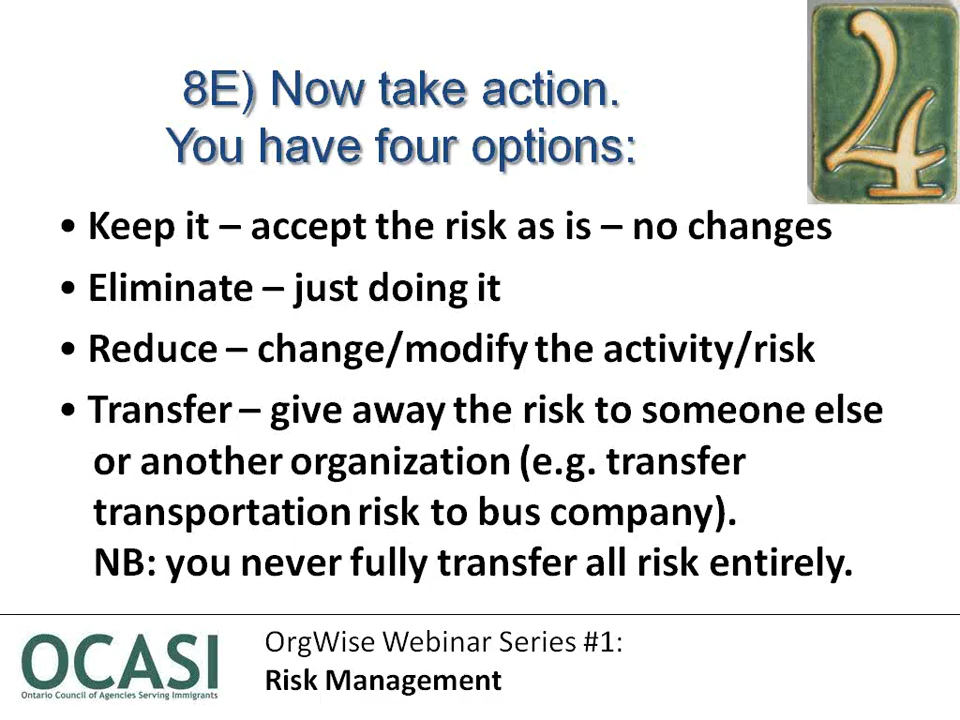 8E) Now take action.
You have four options:
4
• Keep it – accept the risk as is – no changes
• Eliminate – just doing it
• Reduce – change/modify the activity/risk
• Transfer – give away the risk to someone else
or another organization (e.g. transfer
transportation risk to bus company).
NB: you never fully transfer all risk entirely.
OCASI
Ontario Council of Agencies Serving Immigrants
OrgWise Webinar Series #1:
Risk Management